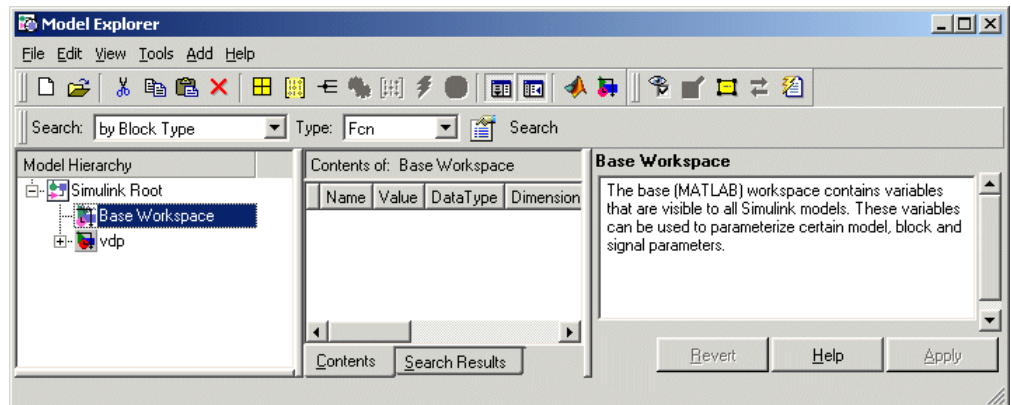 Model Explorer
File Edit View Tools Add Help
Search: by Block Type Type: Fcn Search
Model Hierarchy
Simulink Root
Base Workspace
vdp
Contents of: Base Workspace
Name Value DataType Dimension
Contents Search Results
Base Workspace
The base (MATLAB) workspace contains variables
that are visible to all Simulink models. These variables
can be used to parameterize certain model, block and
signal parameters.
Revert Help Apply